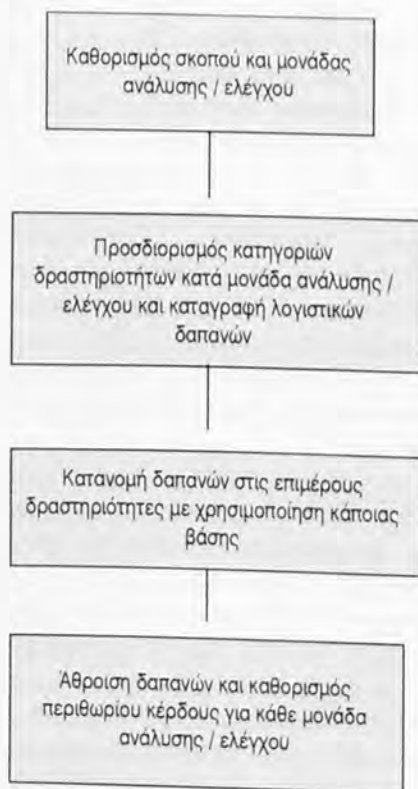 Καθορισμός σκοπού και μονάδας
ανάλυσης / ελέγχου
Προσδιορισμός κατηγοριών
δραστηριοτήτων κατά μονάδα ανάλυσης /
ελέγχου και καταγραφή λογιστικών
δαπανών
Κατανομή δαπανών στις επιμέρους
δραστηριότητες με χρησιμοποίηση κάποιας
βάσης
Άθροιση δαπανών και καθορισμός
περιθωρίου κέρδους για κάθε μονάδα
ανάλυσης / ελέγχου